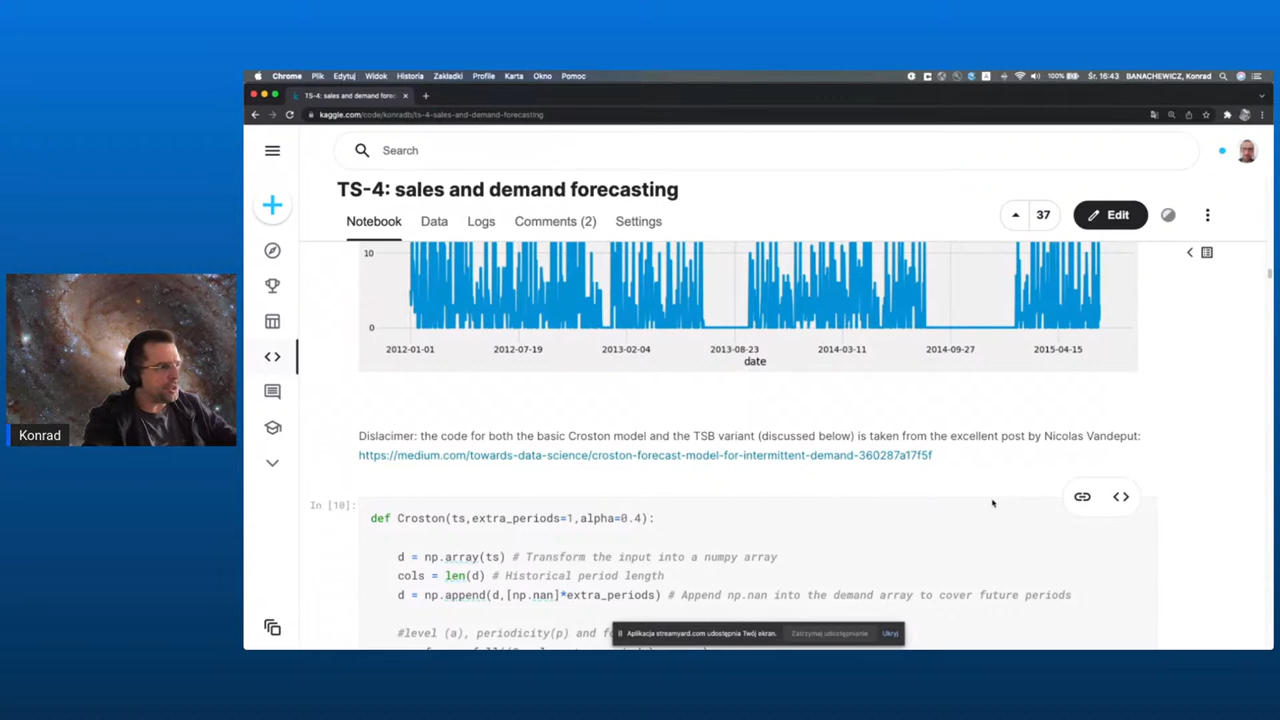 Chrome Plik Edytuj Widok Historia Zakładki Profile Karta Okno Pomoc
100% Śr. 16:43 BANACHEWICZ, Konrad
TS-4: sales and demand forec
kaggle.com/code/konradb/ts-4-sales-and-demand-forecasting
Search
TS-4: sales and demand forecasting
Notebook Data Logs Comments (2) Settings
37 Edit
10
0
2012-01-01 2012-07-19 2013-02-04 2013-08-23 2014-03-11 2014-09-27 2015-04-15
date
Konrad
Dislacimer: the code for both the basic Croston model and the TSB variant (discussed below) is taken from the excellent post by Nicolas Vandeput:
https://medium.com/towards-data-science/croston-forecast-model-for-intermittent-demand-360287a17f5f
In [10]:
def Croston(ts,extra_periods=1,alpha=0.4):
d = np.array(ts) # Transform the input into a numpy array
cols = len(d) # Historical period length
d = np.append(d,[np.nan]*extra_periods) # Append np.nan into the demand array to cover future periods
#level (a), periodicity(p) and fo
Aplikacja streamyard.com udostępnia Twój ekran. Zatrzymaj udostępnianie Ukryj